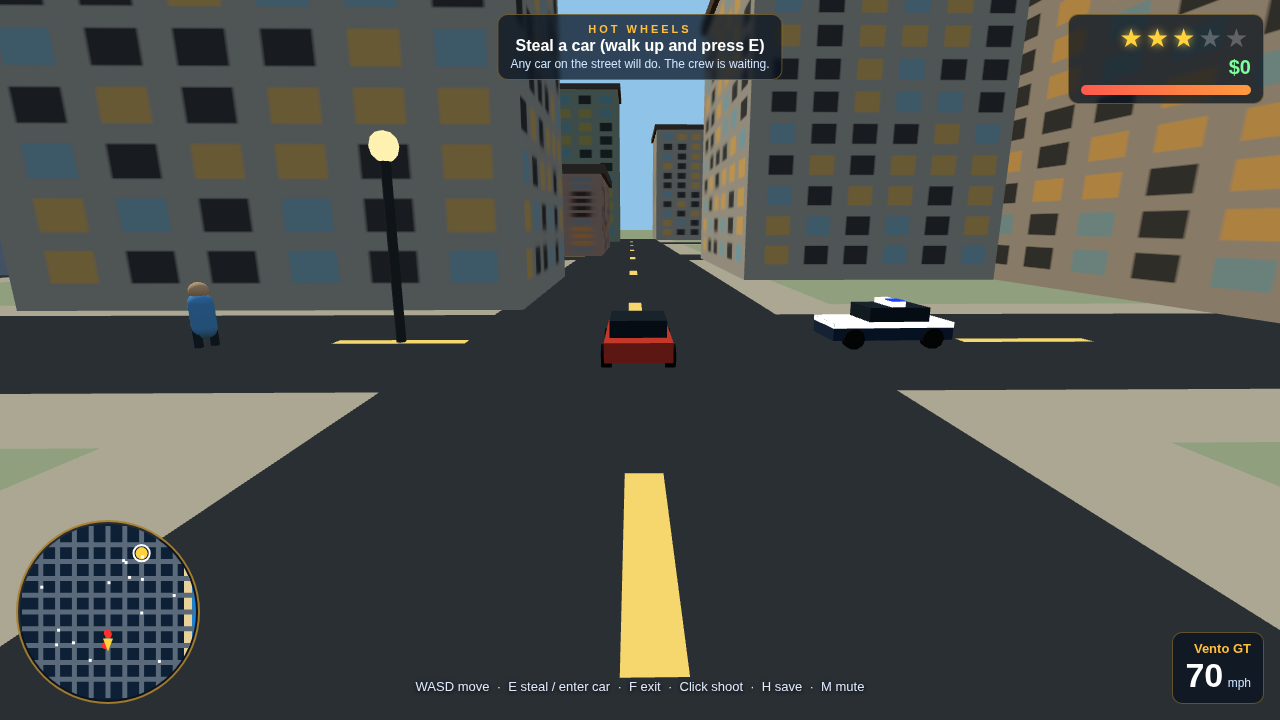 HOT WHEELS
Steal a car (walk up and press E)
Any car on the street will do. The crew is waiting.
$0
Vento GT
70 mph
WASD move · E steal / enter car · F exit · Click shoot · H save · M mute